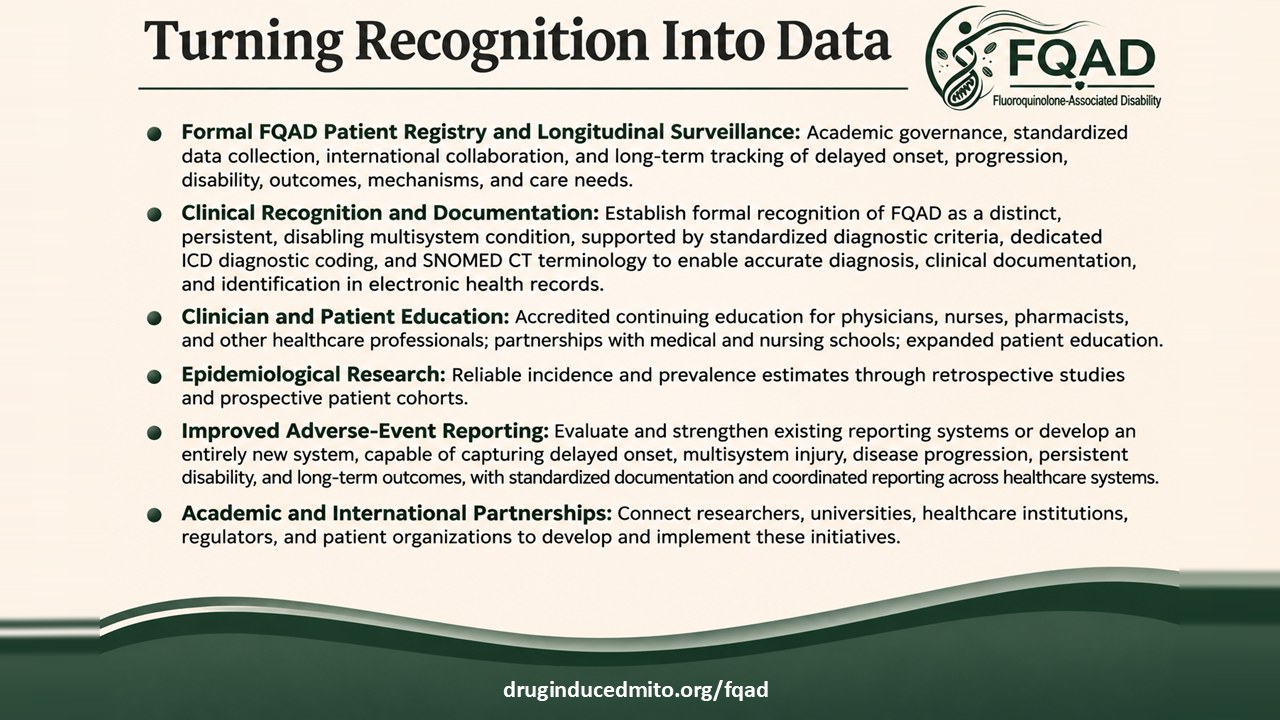 Turning Recognition Into Data
FQAD
Fluoroquinolone-Associated Disability
Formal FQAD Patient Registry and Longitudinal Surveillance: Academic governance, standardized
data collection, international collaboration, and long-term tracking of delayed onset, progression,
disability, outcomes, mechanisms, and care needs.
Clinical Recognition and Documentation: Establish formal recognition of FQAD as a distinct,
persistent, disabling multisystem condition, supported by standardized diagnostic criteria, dedicated
ICD diagnostic coding, and SNOMED CT terminology to enable accurate diagnosis, clinical documentation,
and identification in electronic health records.
Clinician and Patient Education: Accredited continuing education for physicians, nurses, pharmacists,
and other healthcare professionals; partnerships with medical and nursing schools; expanded patient education.
Epidemiological Research: Reliable incidence and prevalence estimates through retrospective studies
and prospective patient cohorts.
Improved Adverse-Event Reporting: Evaluate and strengthen existing reporting systems or develop an
entirely new system, capable of capturing delayed onset, multisystem injury, disease progression, persistent
disability, and long-term outcomes, with standardized documentation and coordinated reporting across healthcare systems.
Academic and International Partnerships: Connect researchers, universities, healthcare institutions,
regulators, and patient organizations to develop and implement these initiatives.
druginducedmito.org/fqad